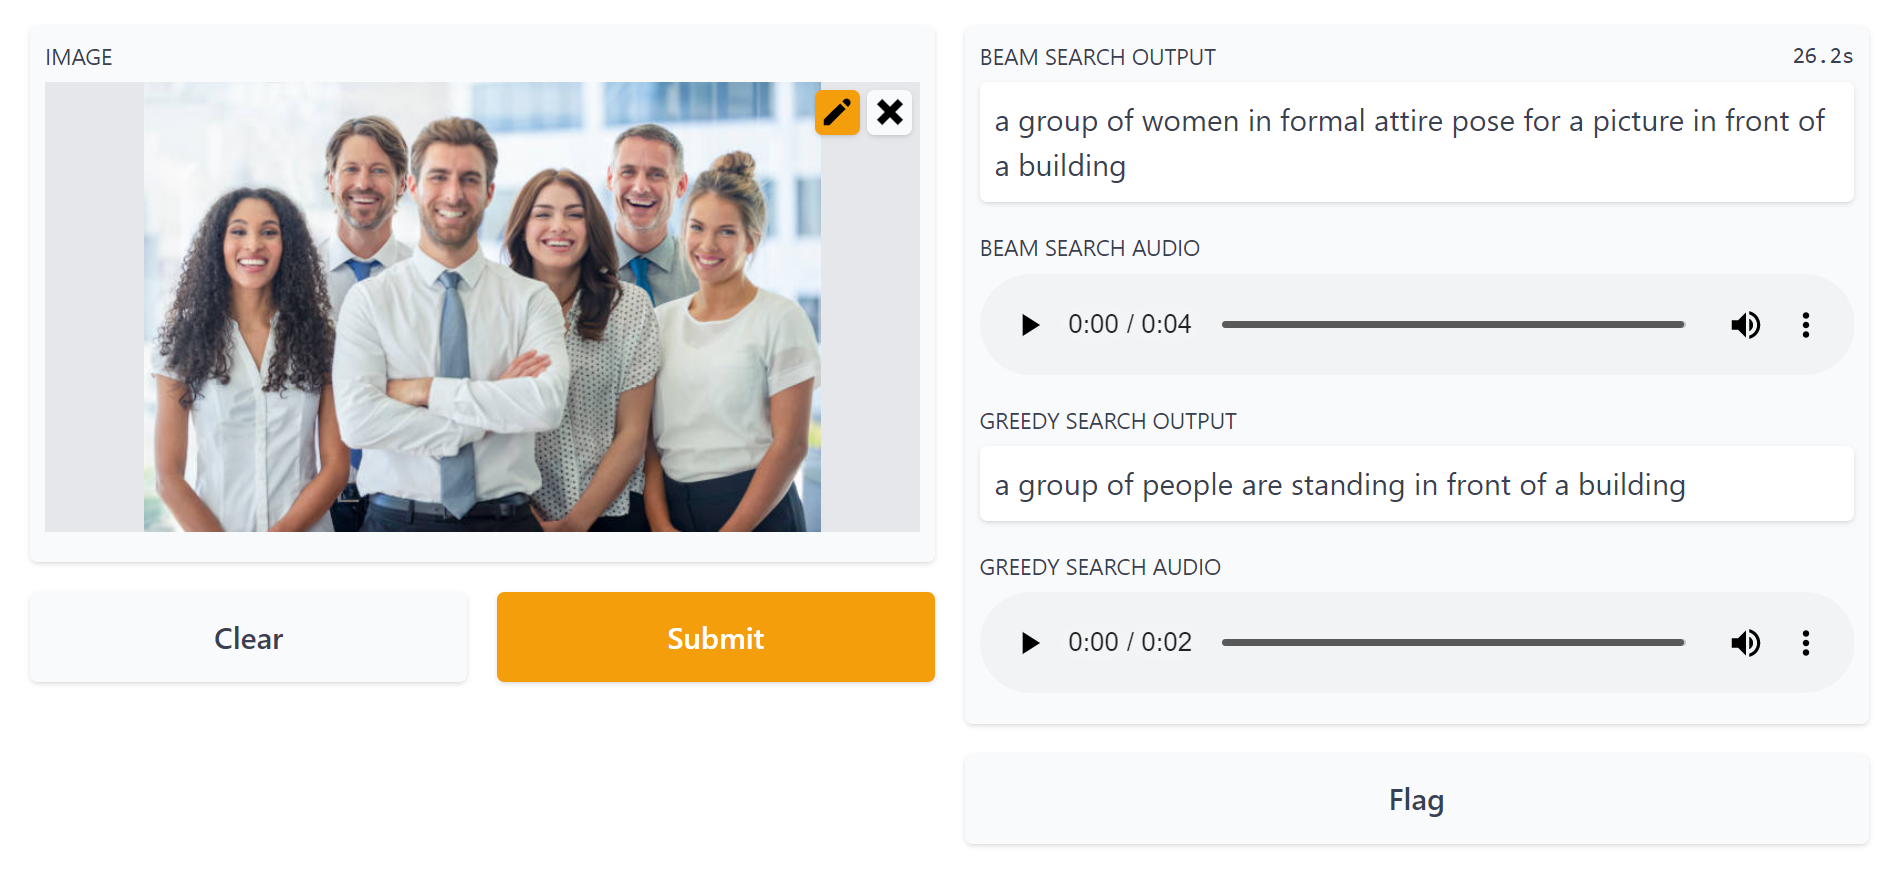 IMAGE
Clear
Submit
BEAM SEARCH OUTPUT
26.2s
a group of women in formal attire pose for a picture in front of
a building
BEAM SEARCH AUDIO
0:00 / 0:04
GREEDY SEARCH OUTPUT
a group of people are standing in front of a building
GREEDY SEARCH AUDIO
0:00 / 0:02
Flag